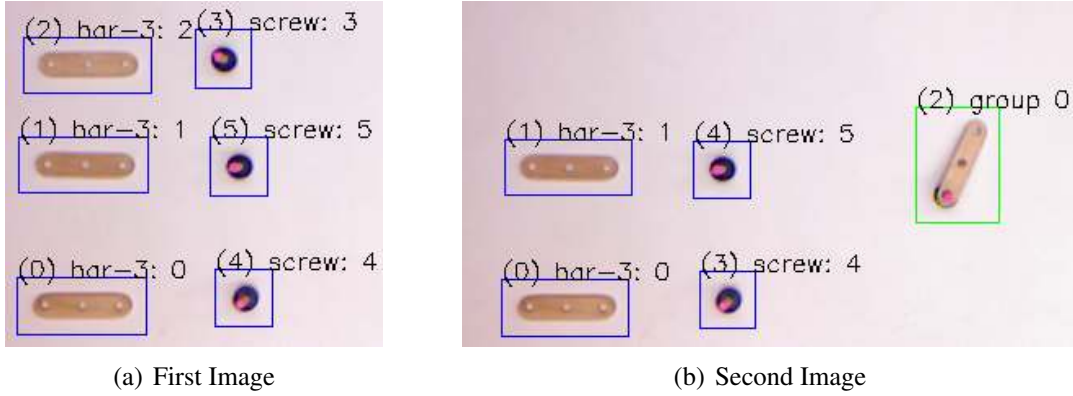 (2) bar-3: 2
(3) screw: 3
(1) bar-3: 1
(5) screw: 5
(0) bar-3: 0
(4) screw: 4
(a) First Image
(2) group 0
(1) bar-3: 1
(4) screw: 5
(0) bar-3: 0
(3) screw: 4
(b) Second Image